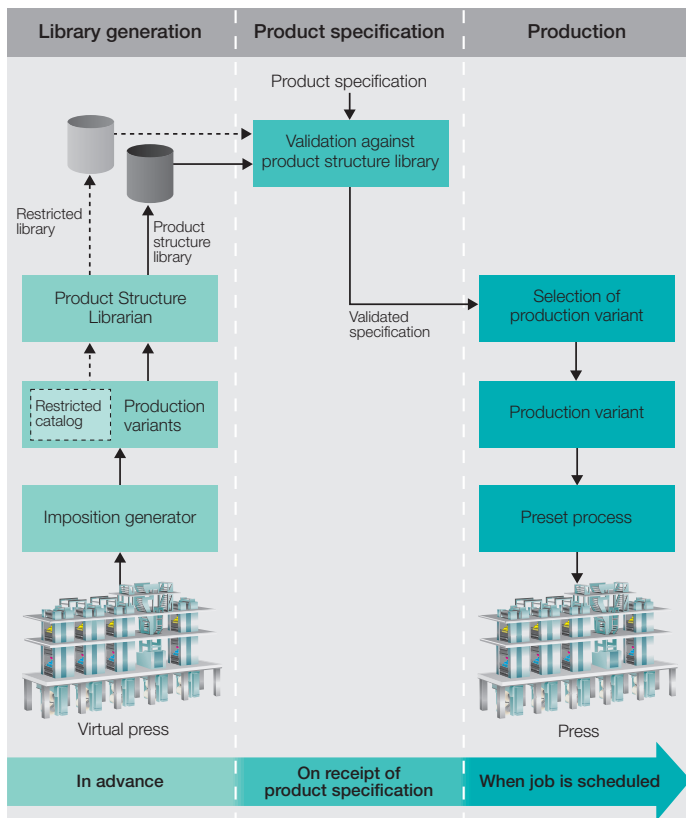 Library generation
Product specification
Production
Product specification
Validation against
product structure library
Restricted
library
Product
structure
library
Product Structure
Librarian
Validated
specification
Selection of
production variant
Restricted
catalog
Production
variants
Production variant
Imposition generator
Preset process
Virtual press
Press
In advance
On receipt of
product specification
When job is scheduled